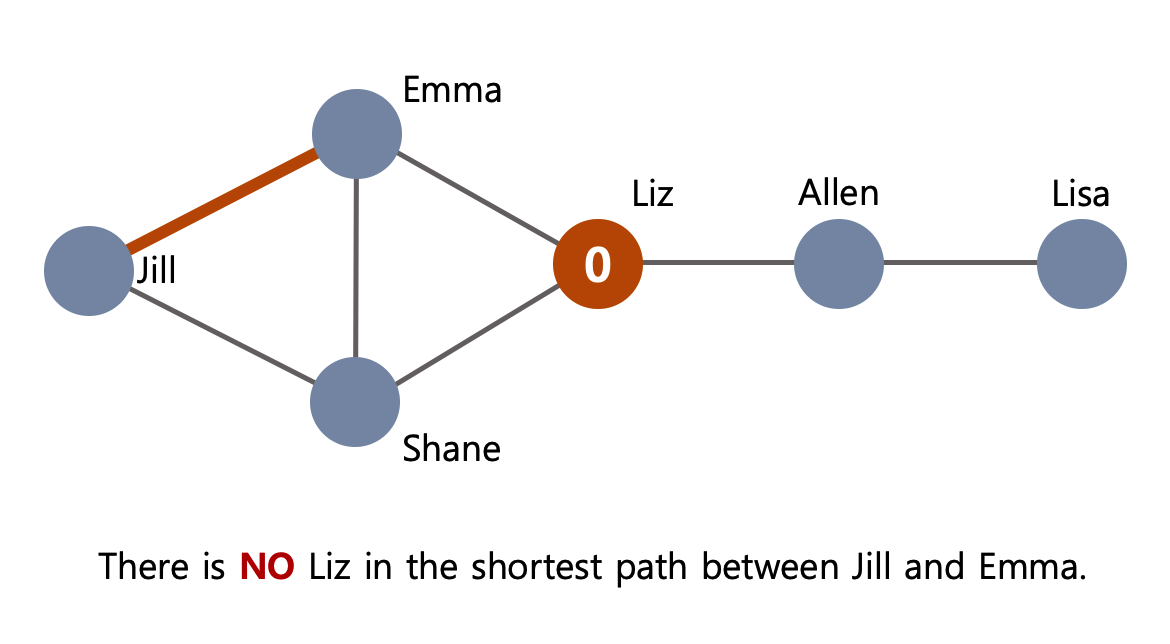 Emma
Liz
Allen
Lisa
0
Jill
Shane
There is NO Liz in the shortest path between Jill and Emma.